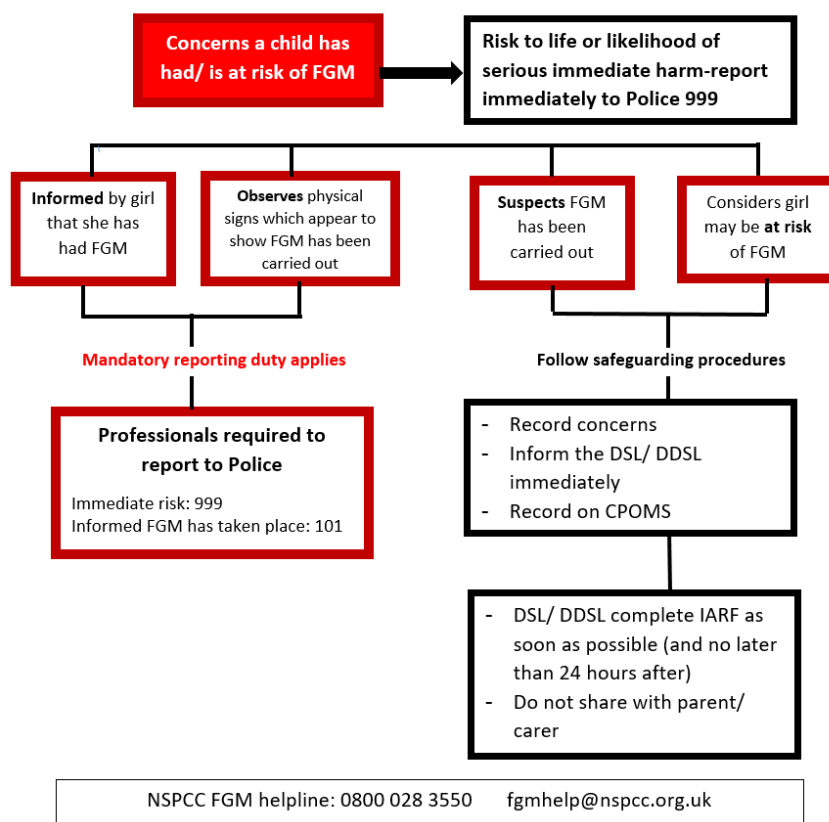 Concerns a child has
had/ is at risk of FGM
Risk to life or likelihood of
serious immediate harm-report
immediately to Police 999
Informed by girl
that she has
had FGM
Observes physical
signs which appear to
show FGM has been
carried out
Suspects FGM
has been
carried out
Considers girl
may be at risk
of FGM
Mandatory reporting duty applies
Follow safeguarding procedures
Professionals required to
report to Police
Immediate risk: 999
Informed FGM has taken place: 101
- Record concerns
- Inform the DSL/ DDSL
immediately
- Record on CPOMS
- DSL/ DDSL complete IARF as
soon as possible (and no later
than 24 hours after)
- Do not share with parent/
carer
NSPCC FGM helpline: 0800 028 3550 fgmhelp@nspcc.org.uk